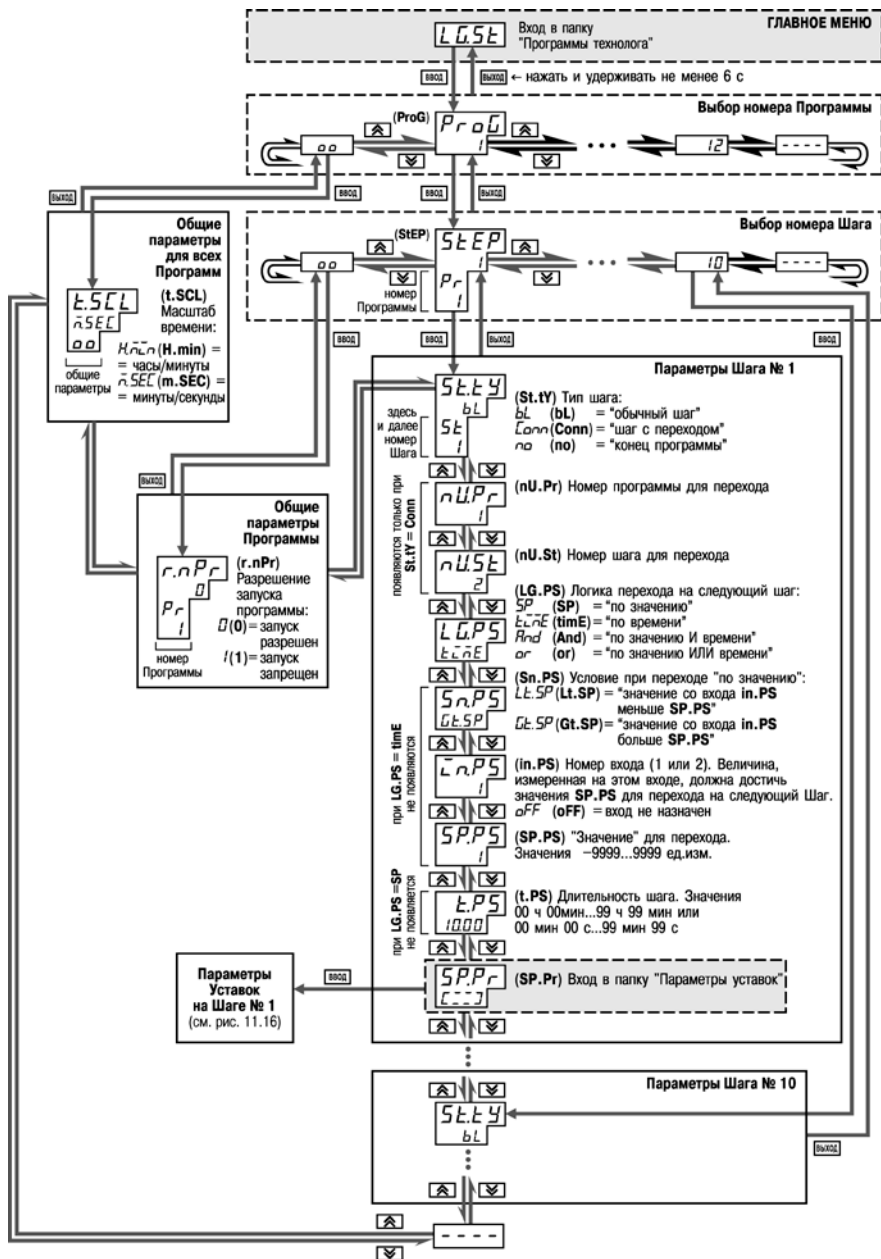 ГЛАВНОЕ МЕНЮ
LG.St
Вход в папку
"Программы технолога"
ВВОД
ВЫХОД
← нажать и удерживать не менее 6 с
Выбор номера Программы
(ProG)
ProG
1
oo
...
12
- - - -
ВЫХОД
ВВОД
ВВОД
ВЫХОД
Выбор номера Шага
(StEP)
StEP
1
Pr
1
номер
Программы
oo
...
10
- - - -
Общие
параметры
для всех
Программ
t.SCL
m.SEC
oo
общие
параметры
(t.SCL)
Масштаб
времени:
H.min (H.min) =
= часы/минуты
m.SEC (m.SEC) =
= минуты/секунды
ВВОД
ВВОД
ВЫХОД
ВВОД
ВЫХОД
Общие
параметры
Программы
r.nPr
0
Pr
1
номер
Программы
(r.nPr)
Разрешение
запуска
программы:
0 (0) = запуск
разрешен
1 (1) = запуск
запрещен
Параметры Шага № 1
St.tY
bL
St
1
здесь
и далее
номер
Шага
(St.tY) Тип шага:
bL (bL) = "обычный шаг"
Conn (Conn) = "шаг с переходом"
no (no) = "конец программы"
появляются только при
St.tY = Conn
nU.Pr
1
(nU.Pr) Номер программы для перехода
nU.St
2
(nU.St) Номер шага для перехода
LG.PS
timE
(LG.PS) Логика перехода на следующий шаг:
SP (SP) = "по значению"
timE (timE) = "по времени"
And (And) = "по значению И времени"
or (or) = "по значению ИЛИ времени"
при LG.PS = timE
не появляются
Sn.PS
Gt.SP
(Sn.PS) Условие при переходе "по значению":
Lt.SP (Lt.SP) = "значение со входа in.PS
меньше SP.PS"
Gt.SP (Gt.SP) = "значение со входа in.PS
больше SP.PS"
in.PS
1
(in.PS) Номер входа (1 или 2). Величина,
измеренная на этом входе, должна достичь
значения SP.PS для перехода на следующий Шаг.
oFF (oFF) = вход не назначен
SP.PS
1
(SP.PS) "Значение" для перехода.
Значения −9999...9999 ед.изм.
при LG.PS =SP
не появляется
t.PS
10.00
(t.PS) Длительность шага. Значения
00 ч 00мин...99 ч 99 мин или
00 мин 00 с...99 мин 99 с
SP.Pr
[---]
(SP.Pr) Вход в папку "Параметры уставок"
ВВОД
Параметры
Уставок
на Шаге № 1
(см. рис. 11.16)
Параметры Шага № 10
St.tY
bL
ВЫХОД
- - - -